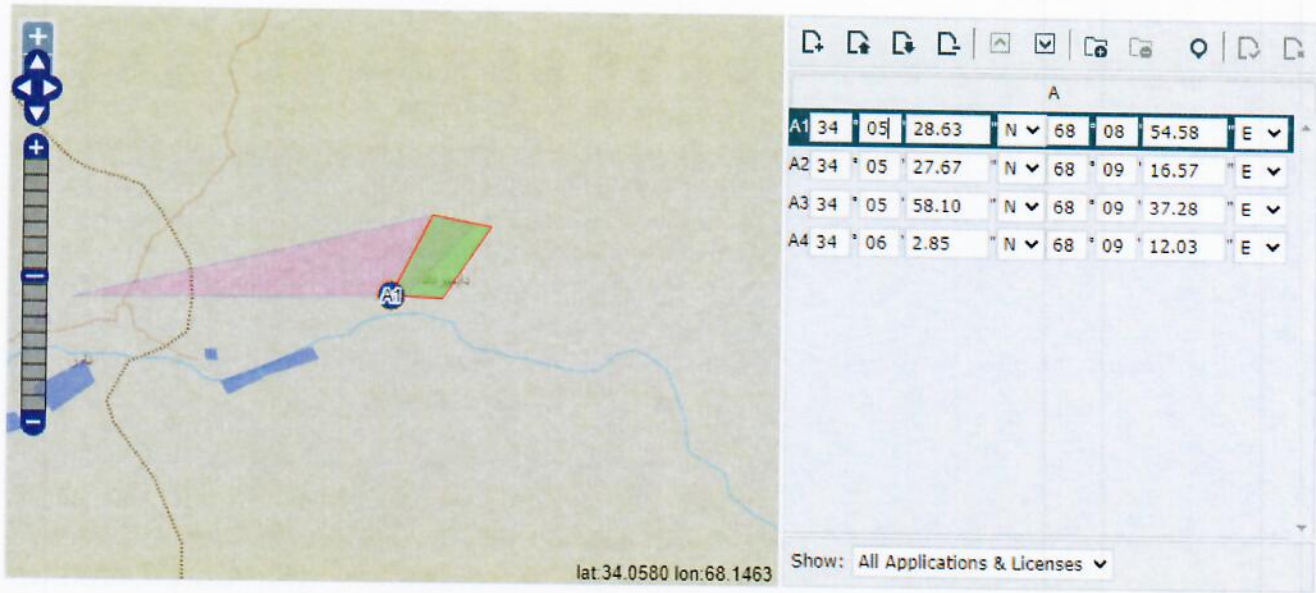 A
A1 34 ° 05 ' 28.63 " N 68 ° 08 ' 54.58 " E
A2 34 ° 05 ' 27.67 " N 68 ° 09 ' 16.57 " E
A3 34 ° 05 ' 58.10 " N 68 ° 09 ' 37.28 " E
A4 34 ° 06 ' 2.85 " N 68 ° 09 ' 12.03 " E
A1
lat:34.0580 lon:68.1463
Show: All Applications & Licenses